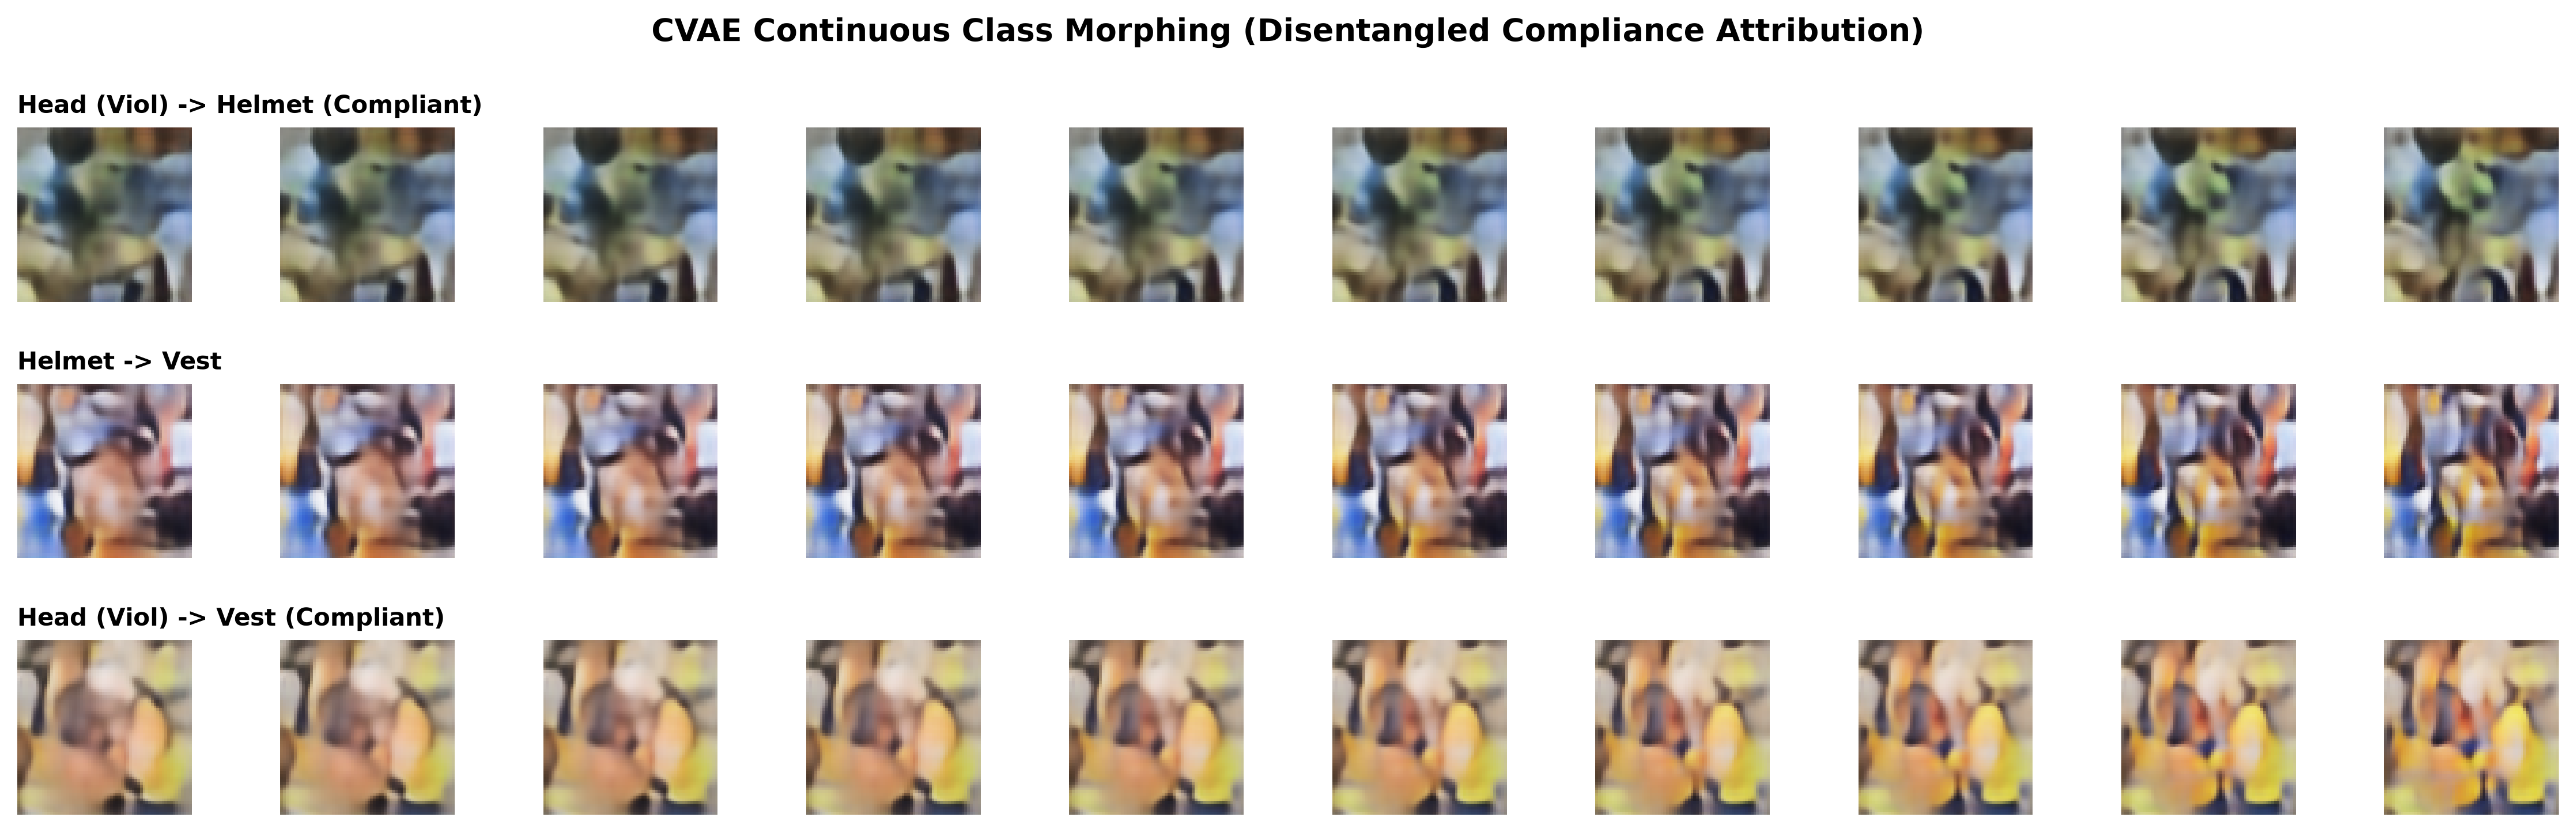 CVAE Continuous Class Morphing (Disentangled Compliance Attribution)
Head (Viol) -> Helmet (Compliant)
Helmet -> Vest
Head (Viol) -> Vest (Compliant)